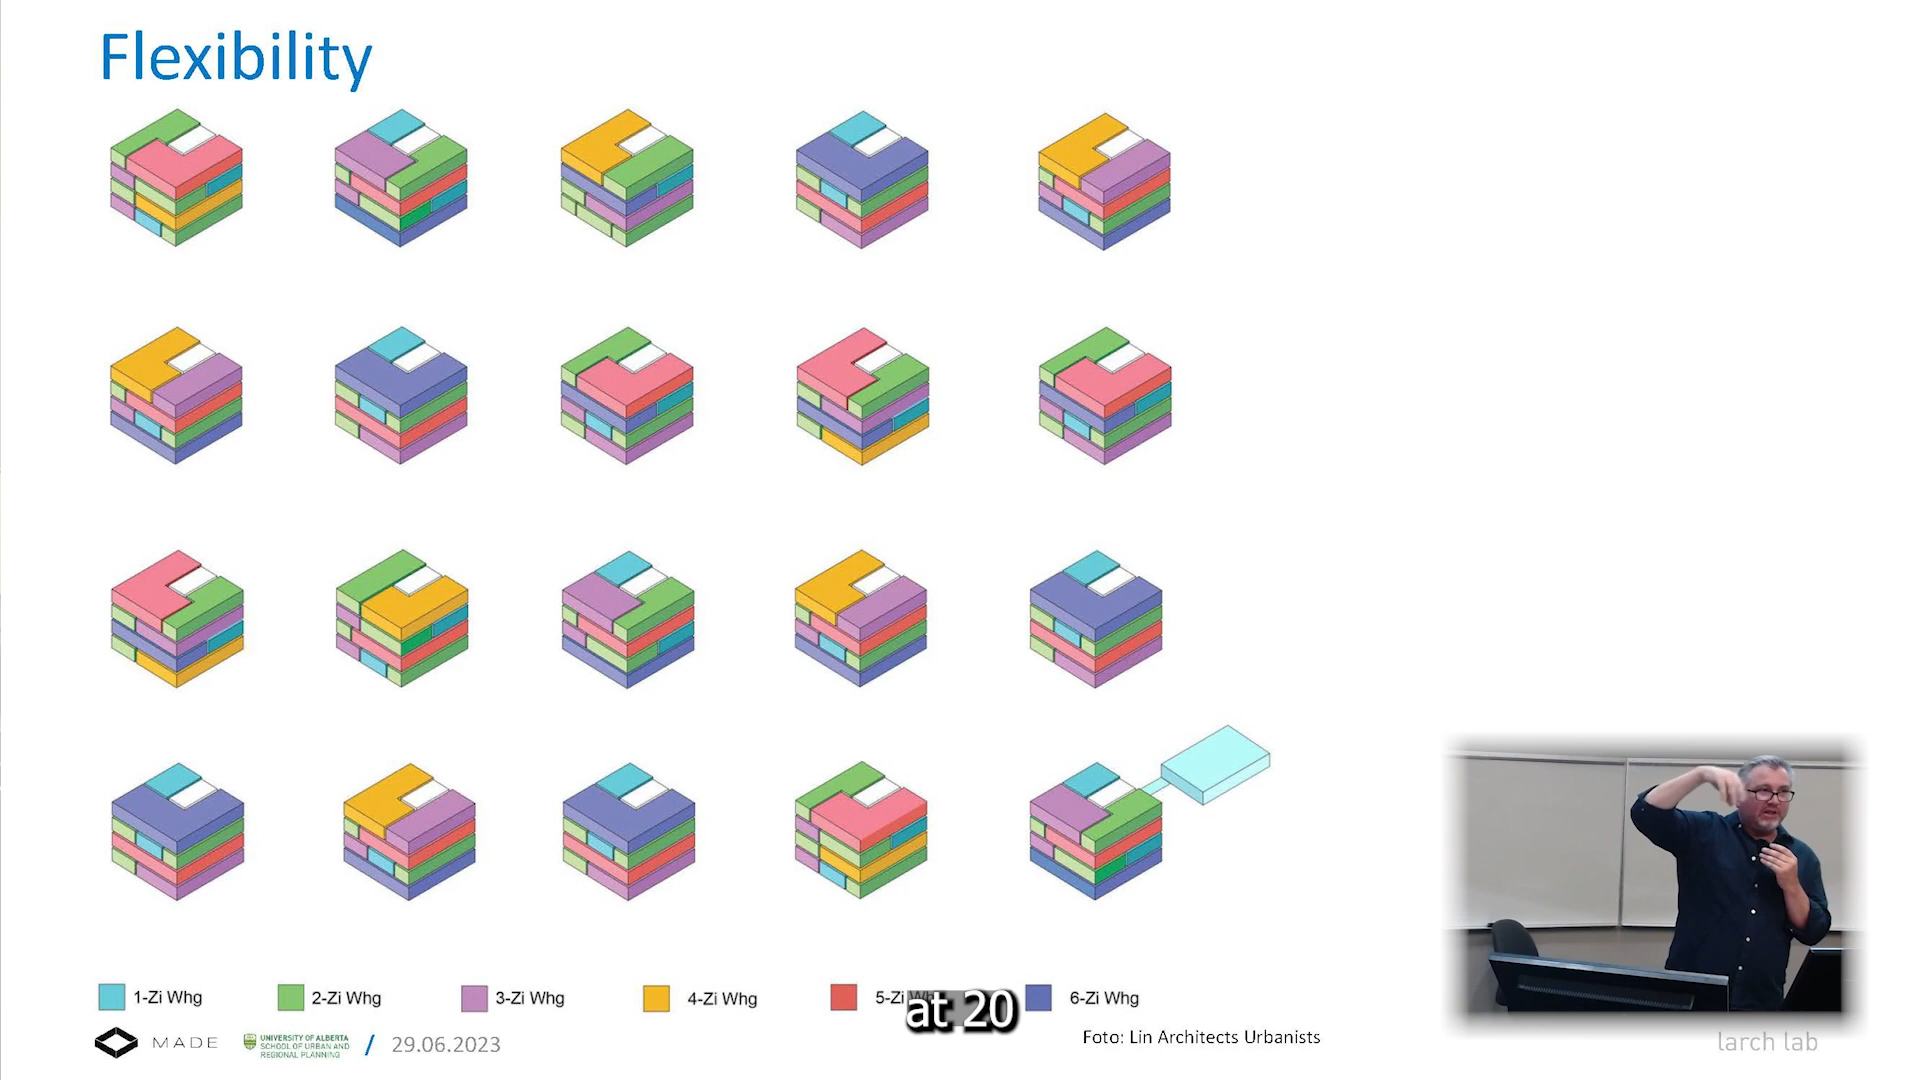 Flexibility
1-Zi Whg
2-Zi Whg
3-Zi Whg
4-Zi Whg
5-Zi
6-Zi Whg
at 20
MADE
UNIVERSITY OF ALBERTA
SCHOOL OF URBAN AND
REGIONAL PLANNING
/ 29.06.2023
Foto: Lin Architects Urbanists
larch lab